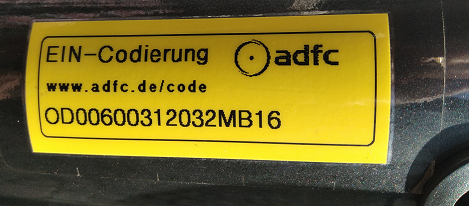 EIN-Codierung adfc
www.adfc.de/code
OD00600312032MB16